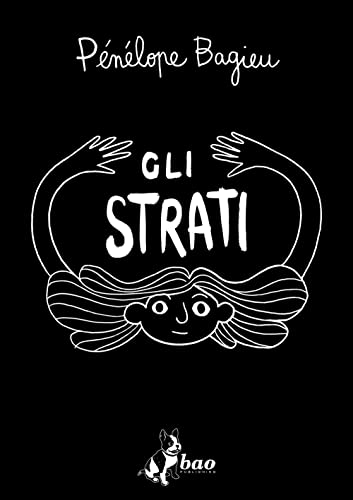 Pénélope Bagieu
GLI
STRATI
bao
PUBLISHING